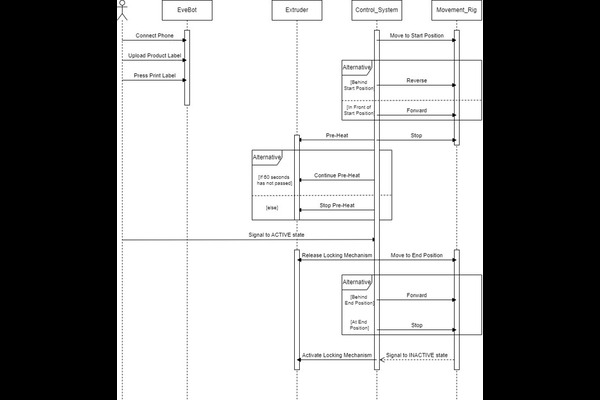 EveBot
Extruder
Control_System
Movement_Rig
Connect Phone
Move to Start Position
Upload Product Label
Alternative
Press Print Label
[Behind
Start Position]
Reverse
[In Front of
Start Position]
Forward
Pre-Heat
Stop
Alternative
[If 60 seconds
has not passed]
Continue Pre-Heat
[else]
Stop Pre-Heat
Signal to ACTIVE state
Release Locking Mechanism
Move to End Position
Alternative
[Behind
End Position]
Forward
[At End
Position]
Stop
Activate Locking Mechanism
Signal to INACTIVE state